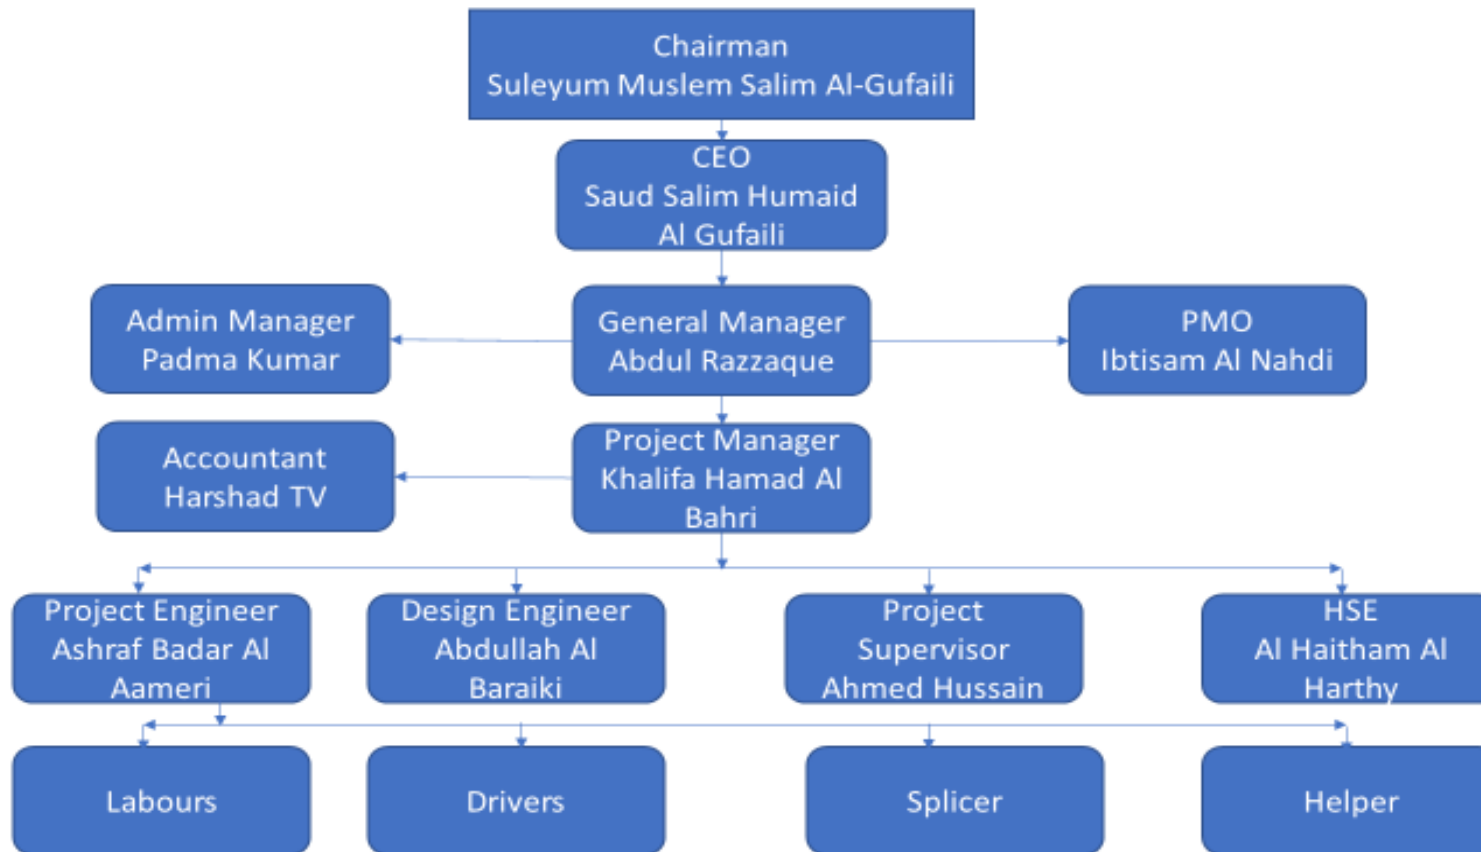 Chairman
Suleyum Muslem Salim Al-Gufaili
CEO
Saud Salim Humaid
Al Gufaili
Admin Manager
Padma Kumar
General Manager
Abdul Razzaque
PMO
Ibtisam Al Nahdi
Accountant
Harshad TV
Project Manager
Khalifa Hamad Al
Bahri
Project Engineer
Ashraf Badar Al
Aameri
Design Engineer
Abdullah Al
Baraiki
Project
Supervisor
Ahmed Hussain
HSE
Al Haitham Al
Harthy
Labours
Drivers
Splicer
Helper